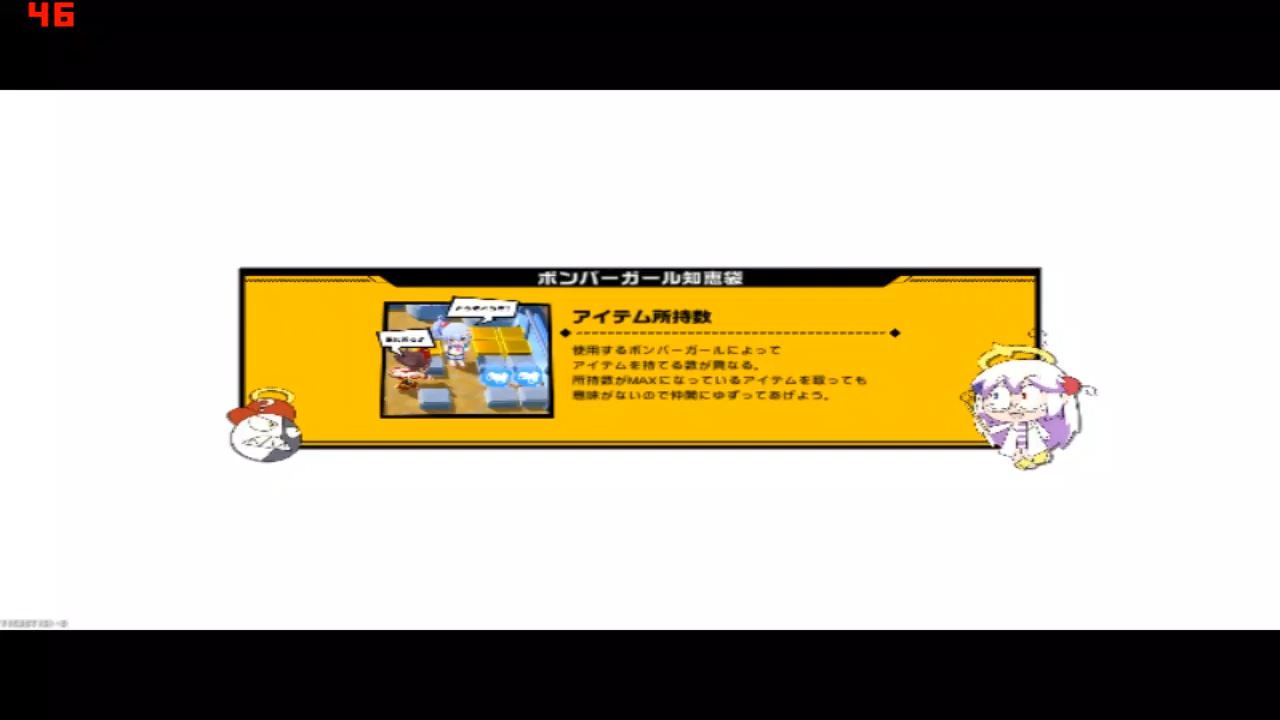 46
ボンバーガール知恵袋
アイテム所持数
使用するボンバーガールによって
アイテムを持てる数が異なる。
所持数がMAXになっているアイテムを取っても
意味がないので仲間にゆずってあげよう。